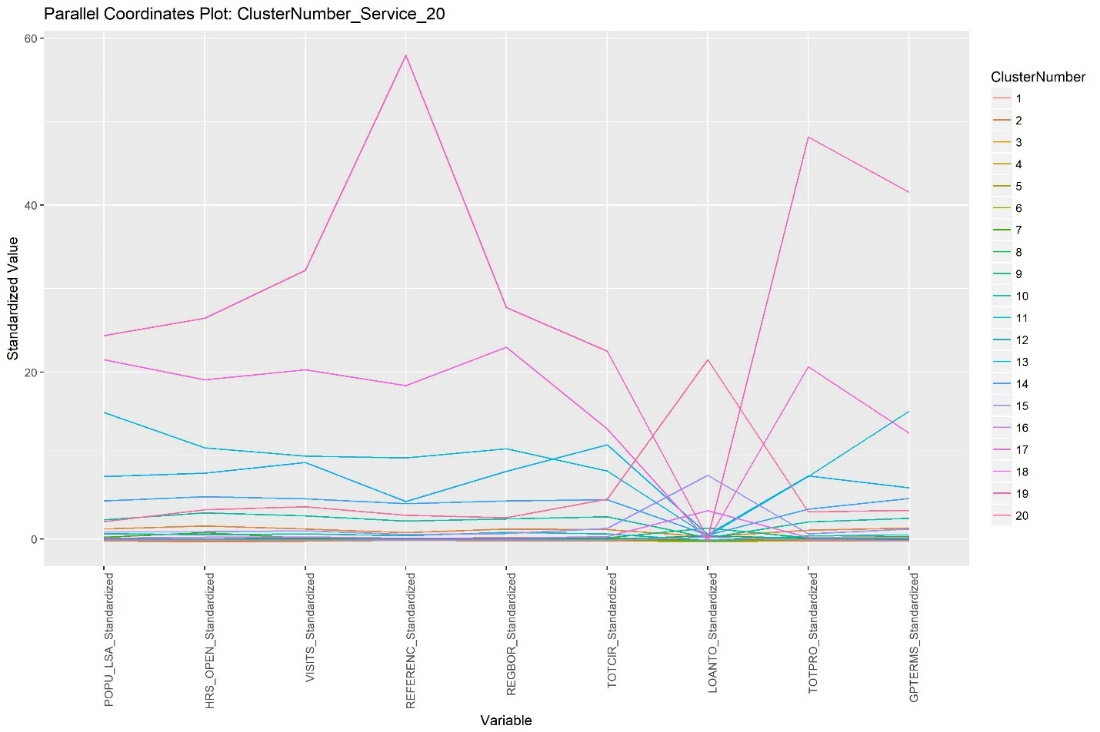 Parallel Coordinates Plot: ClusterNumber_Service_20
60
40
20
0
Standardized Value
POPU_LSA_Standardized
HRS_OPEN_Standardized
VISITS_Standardized
REFERENC_Standardized
REGBOR_Standardized
TOTCIR_Standardized
LOANTO_Standardized
TOTPRO_Standardized
GPTERMS_Standardized
Variable
ClusterNumber
1
2
3
4
5
6
7
8
9
10
11
12
13
14
15
16
17
18
19
20